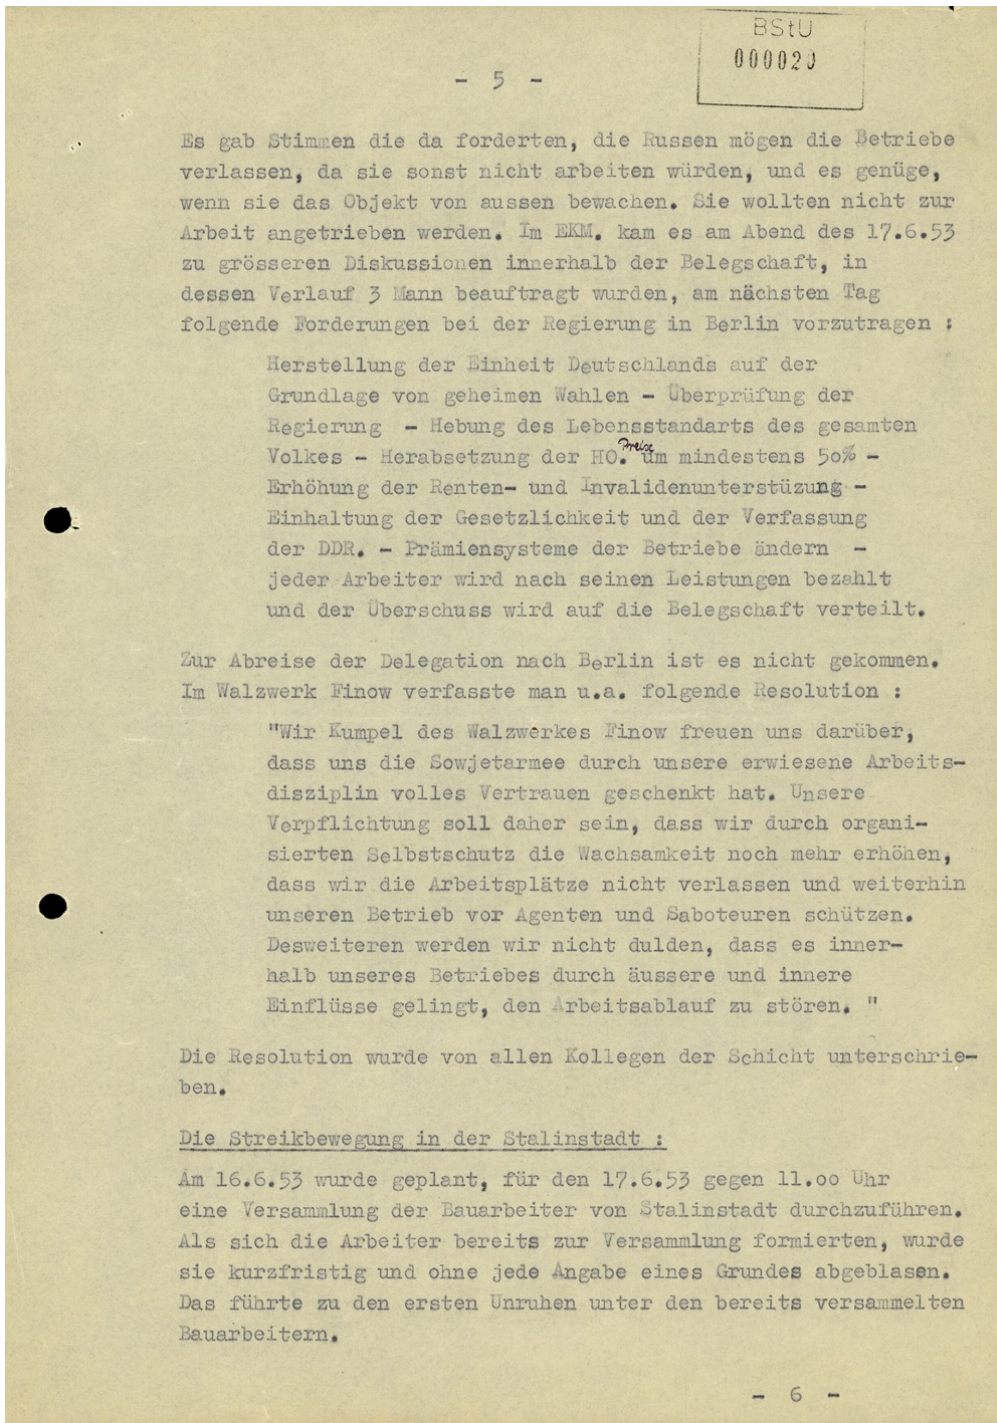 BStU
000020
- 5 -
Es gab Stimmen die da forderten, die Russen mögen die Betriebe
verlassen, da sie sonst nicht arbeiten würden, und es genüge,
wenn sie das Objekt von aussen bewachen. Sie wollten nicht zur
Arbeit angetrieben werden. Im EKM. kam es am Abend des 17.6.53
zu grösseren Diskussionen innerhalb der Belegschaft, in
dessen Verlauf 3 Mann beauftragt wurden, am nächsten Tag
folgende Forderungen bei der Regierung in Berlin vorzutragen :
Herstellung der Einheit Deutschlands auf der
Grundlage von geheimen Wahlen - Überprüfung der
Regierung - Hebung des Lebensstandarts des gesamten
Volkes - Herabsetzung der HO. Preise um mindestens 50% -
Erhöhung der Renten- und Invalidenunterstüzung -
Einhaltung der Gesetzlichkeit und der Verfassung
der DDR. - Prämiensysteme der Betriebe ändern -
jeder Arbeiter wird nach seinen Leistungen bezahlt
und der Überschuss wird auf die Belegschaft verteilt.
Zur Abreise der Delegation nach Berlin ist es nicht gekommen.
Im Walzwerk Finow verfasste man u.a. folgende Resolution :
"Wir Kumpel des Walzwerkes Finow freuen uns darüber,
dass uns die Sowjetarmee durch unsere erwiesene Arbeits-
disziplin volles Vertrauen geschenkt hat. Unsere
Verpflichtung soll daher sein, dass wir durch organi-
sierten Selbstschutz die Wachsamkeit noch mehr erhöhen,
dass wir die Arbeitsplätze nicht verlassen und weiterhin
unseren Betrieb vor Agenten und Saboteuren schützen.
Desweiteren werden wir nicht dulden, dass es inner-
halb unseres Betriebes durch äussere und innere
Einflüsse gelingt, den Arbeitsablauf zu stören. "
Die Resolution wurde von allen Kollegen der Schicht unterschrie-
ben.
Die Streikbewegung in der Stalinstadt :
Am 16.6.53 wurde geplant, für den 17.6.53 gegen 11.oo Uhr
eine Versammlung der Bauarbeiter von Stalinstadt durchzuführen.
Als sich die Arbeiter bereits zur Versammlung formierten, wurde
sie kurzfristig und ohne jede Angabe eines Grundes abgeblasen.
Das führte zu den ersten Unruhen unter den bereits versammelten
Bauarbeitern.
- 6 -